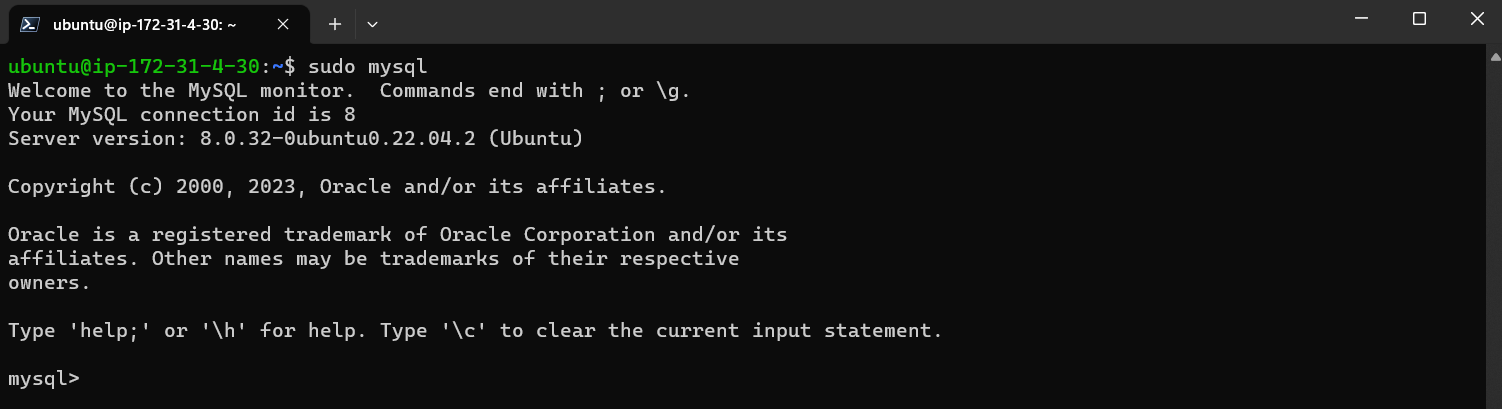 ubuntu@ip-172-31-4-30: ~
ubuntu@ip-172-31-4-30:~$ sudo mysql
Welcome to the MySQL monitor.  Commands end with ; or \g.
Your MySQL connection id is 8
Server version: 8.0.32-0ubuntu0.22.04.2 (Ubuntu)

Copyright (c) 2000, 2023, Oracle and/or its affiliates.

Oracle is a registered trademark of Oracle Corporation and/or its
affiliates. Other names may be trademarks of their respective
owners.

Type 'help;' or '\h' for help. Type '\c' to clear the current input statement.

mysql>